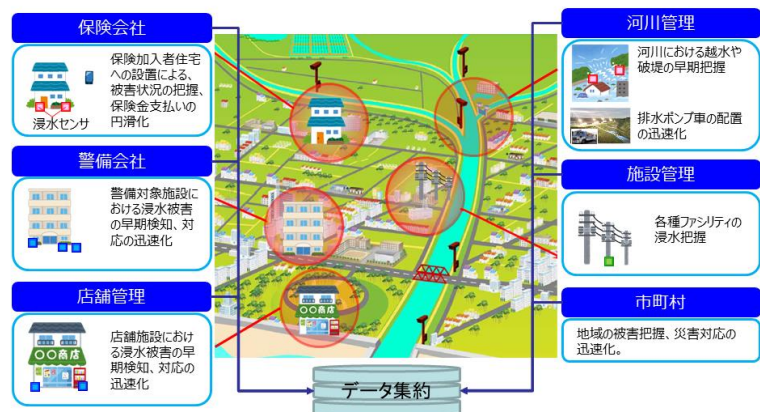 保険会社
保険加入者住宅
への設置による、
被害状況の把握、
保険金支払いの
円滑化
浸水センサ
警備会社
警備対象施設に
おける浸水被害
の早期検知、対
応の迅速化
店舗管理
店舗施設におけ
る浸水被害の早
期検知、対応の
迅速化
〇〇商店
〇〇商店
河川管理
河川における越水や
破堤の早期把握
排水ポンプ車の配置
の迅速化
施設管理
各種ファシリティの
浸水把握
市町村
地域の被害把握、災害対応の
迅速化。
データ集約